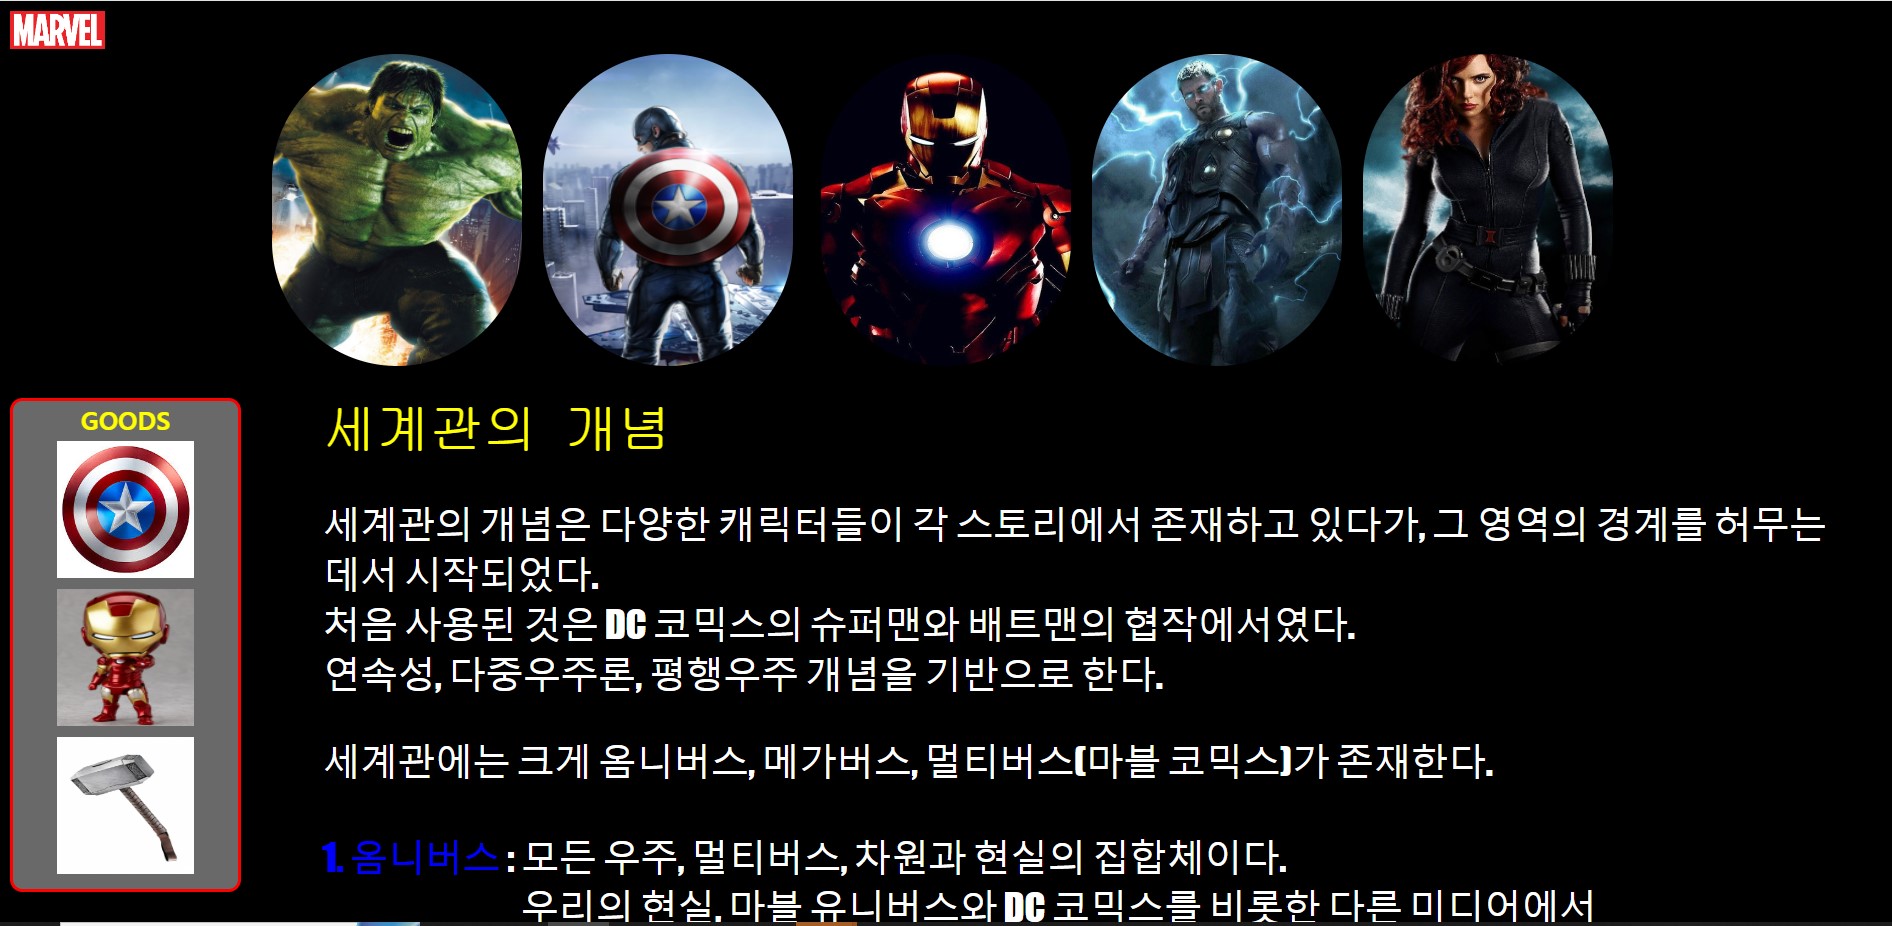 MARVEL
GOODS
세계관의 개념
세계관의 개념은 다양한 캐릭터들이 각 스토리에서 존재하고 있다가, 그 영역의 경계를 허무는
데서 시작되었다.
처음 사용된 것은 DC 코믹스의 슈퍼맨와 배트맨의 협작에서였다.
연속성, 다중우주론, 평행우주 개념을 기반으로 한다.
세계관에는 크게 옴니버스, 메가버스, 멀티버스(마블 코믹스)가 존재한다.
1. 옴니버스 : 모든 우주, 멀티버스, 차원과 현실의 집합체이다.
우리의 현실, 마블 유니버스와 DC 코믹스를 비롯한 다른 미디어에서